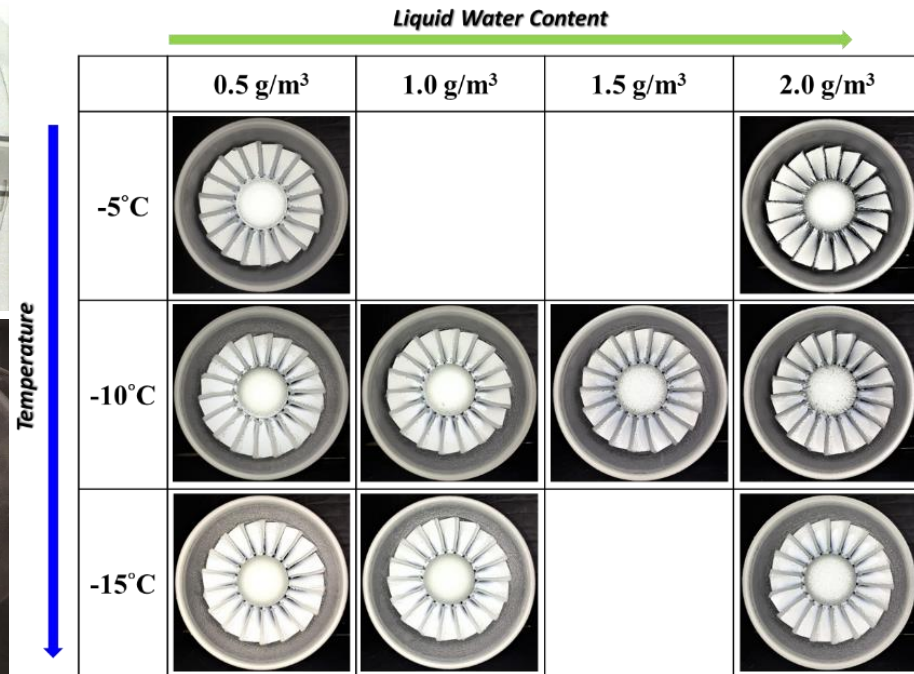 Liquid Water Content
0.5 g/m³ 1.0 g/m³ 1.5 g/m³ 2.0 g/m³
Temperature
-5°C
-10°C
-15°C